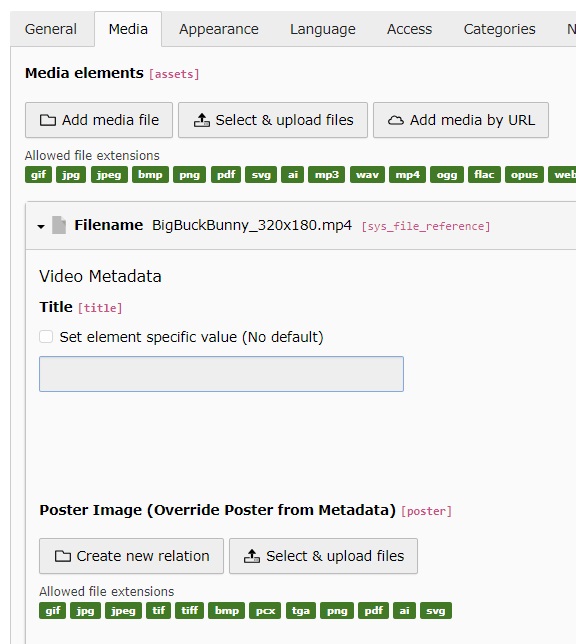 General Media Appearance Language Access Categories N
Media elements [assets]
Add media file Select & upload files Add media by URL
Allowed file extensions
gif jpg jpeg bmp png pdf svg ai mp3 wav mp4 ogg flac opus web
Filename BigBuckBunny_320x180.mp4 [sys_file_reference]
Video Metadata
Title [title]
Set element specific value (No default)
Poster Image (Override Poster from Metadata) [poster]
Create new relation Select & upload files
Allowed file extensions
gif jpg jpeg tif tiff bmp pcx tga png pdf ai svg